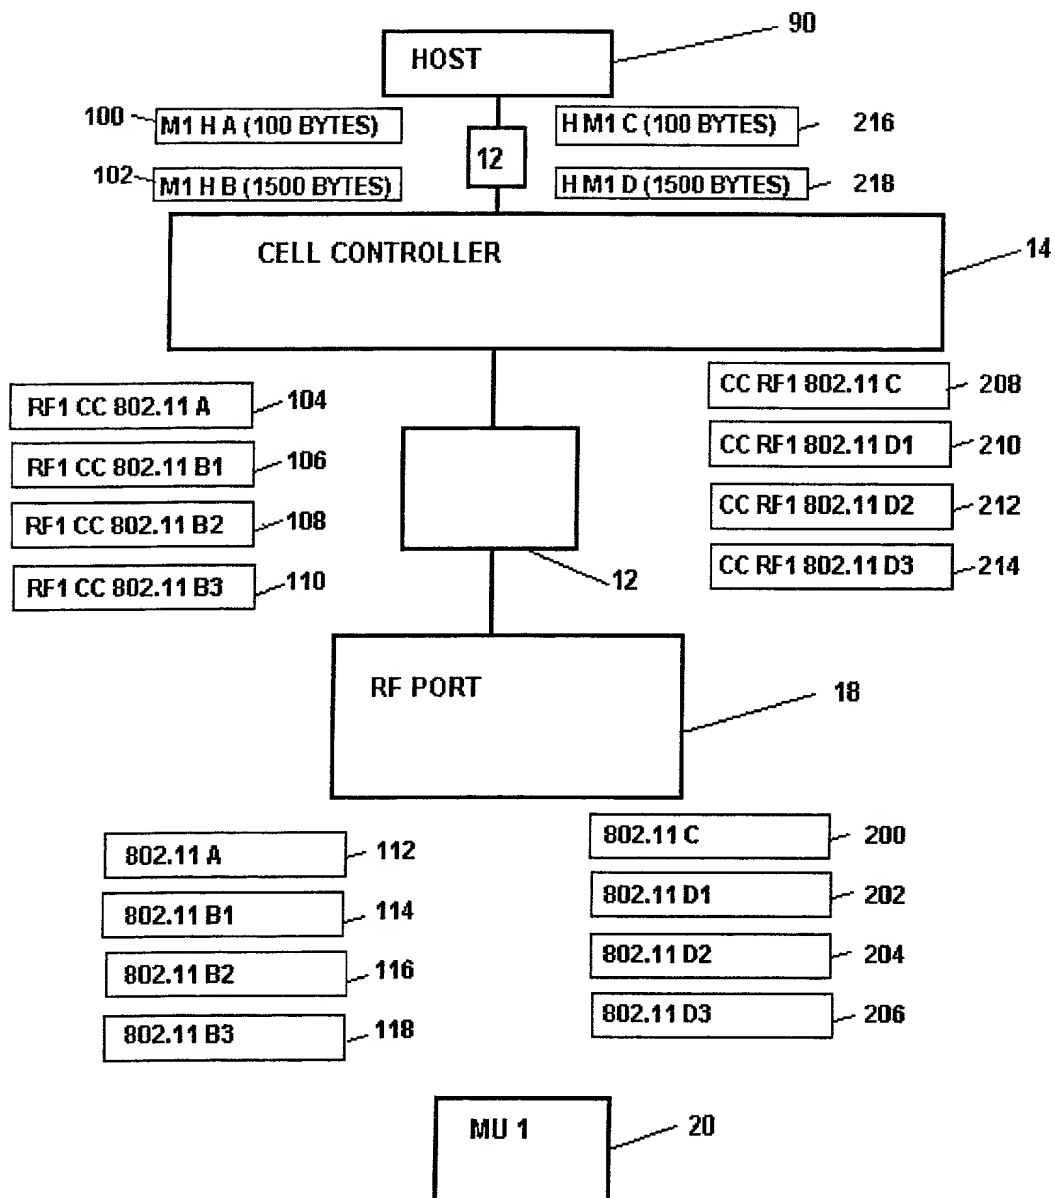 90
HOST
100 M1 H A (100 BYTES) H M1 C (100 BYTES) 216
12
102 M1 H B (1500 BYTES) H M1 D (1500 BYTES) 218
CELL CONTROLLER 14
RF1 CC 802.11 A 104 CC RF1 802.11 C 208
RF1 CC 802.11 B1 106 CC RF1 802.11 D1 210
RF1 CC 802.11 B2 108 CC RF1 802.11 D2 212
RF1 CC 802.11 B3 110 12 CC RF1 802.11 D3 214
RF PORT 18
802.11 A 112 802.11 C 200
802.11 B1 114 802.11 D1 202
802.11 B2 116 802.11 D2 204
802.11 B3 118 802.11 D3 206
MU 1 20